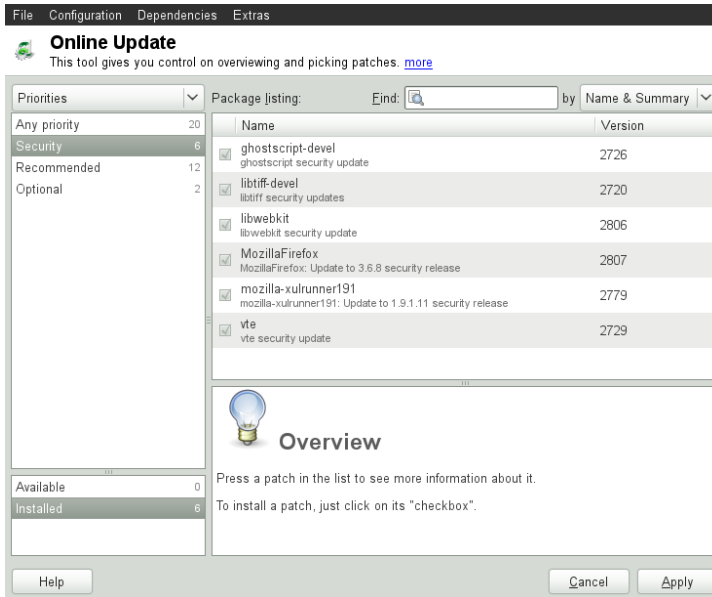 File Configuration Dependencies Extras
Online Update
This tool gives you control on overviewing and picking patches. more
Priorities
Package listing: Find: by Name & Summary
Any priority 20
Security 6
Recommended 12
Optional 2
Name Version
ghostscript-devel 2726
ghostscript security update
libtiff-devel 2720
libtiff security updates
libwebkit 2806
libwebkit security update
MozillaFirefox 2807
MozillaFirefox: Update to 3.6.8 security release
mozilla-xulrunner191 2779
mozilla-xulrunner191: Update to 1.9.1.11 security release
vte 2729
vte security update
Available 0
Installed 6
Overview
Press a patch in the list to see more information about it.
To install a patch, just click on its "checkbox".
Help Cancel Apply